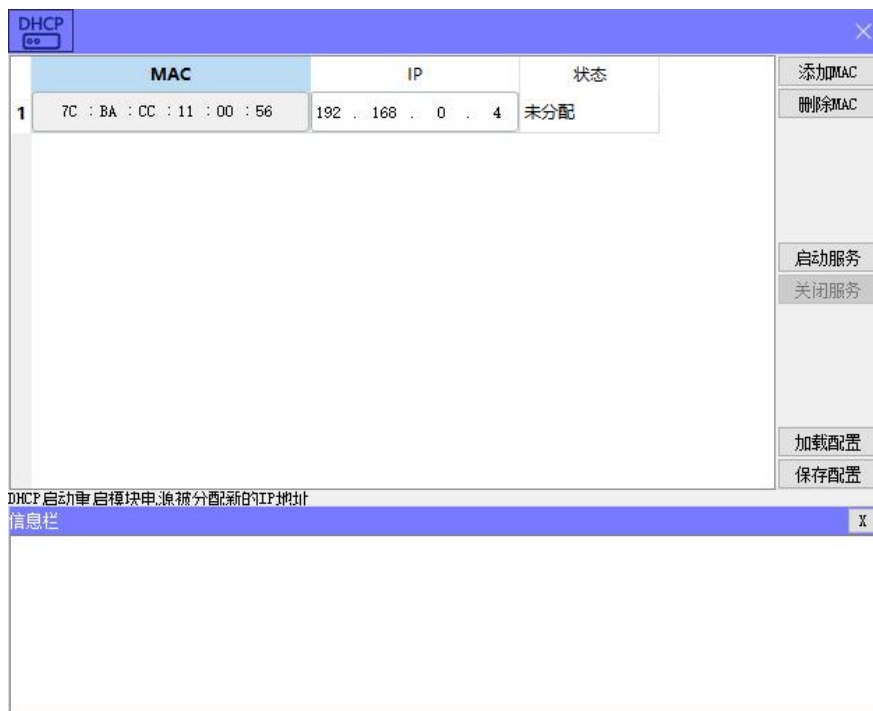 DHCP
MAC IP 状态
添加MAC
1 7C : BA : CC : 11 : 00 : 56 192 . 168 . 0 . 4 未分配
删除MAC
启动服务
关闭服务
加载配置
保存配置
DHCP启动重启模块电源被分配新的IP地址
信息栏 X